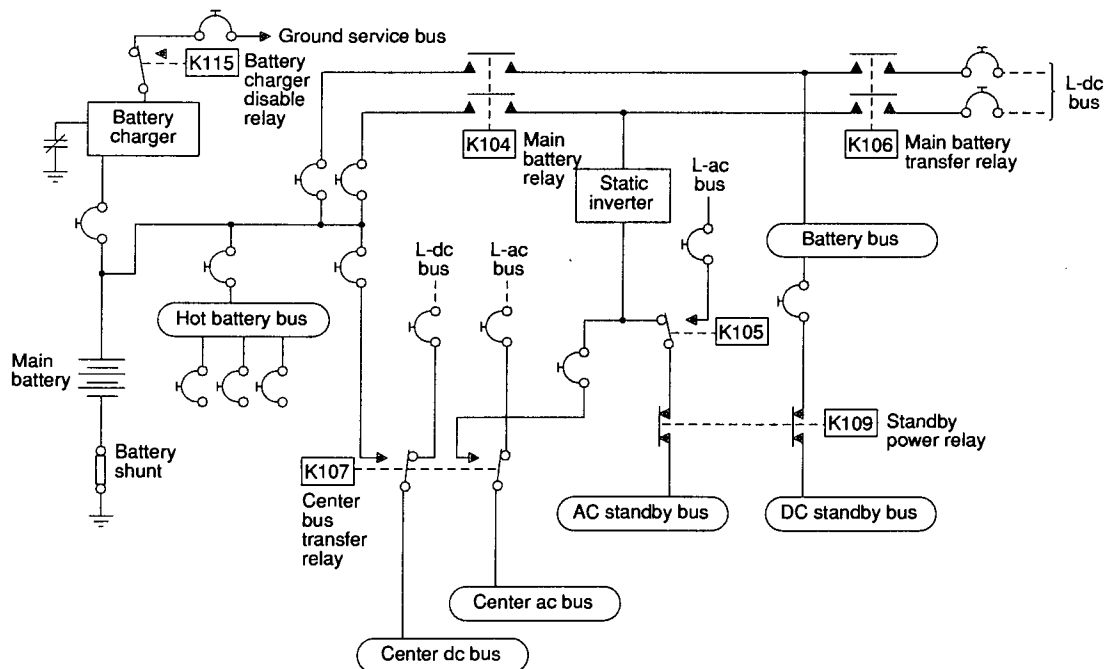 Ground service bus
K115
Battery
charger
disable
relay
Battery
charger
L-dc
bus
K104
Main
battery
relay
K106
Main battery
transfer relay
L-ac
bus
Static
inverter
Battery bus
L-dc
bus
L-ac
bus
Hot battery bus
K105
Main
battery
K109
Standby
power relay
Battery
shunt
K107
Center
bus
transfer
relay
AC standby bus
DC standby bus
Center ac bus
Center dc bus